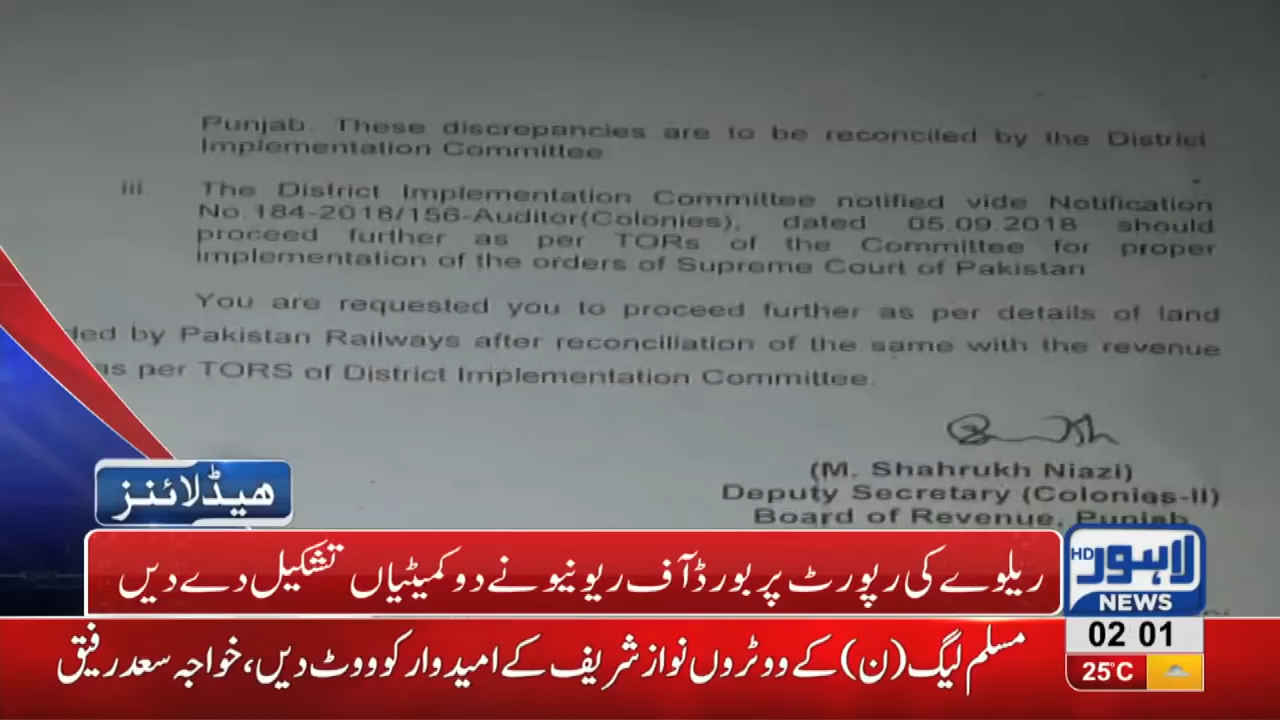 Punjab. These discrepancies are to be reconciled by the District
Implementation Committee
iii. The District Implementation Committee notified vide Notification
No.184-2018/156-Auditor(Colonies), dated 05.09.2018 should
proceed further as per TORs of the Committee for proper
implementation of the orders of Supreme Court of Pakistan
You are requested you to proceed further as per details of land
by Pakistan Railways after reconciliation of the same with the revenue
as per TORS of District Implementation Committee.
(M. Shahrukh Niazi)
Deputy Secretary (Colonies-II)
Board of Revenue, Punjab
ھیڈلائنز
ریلوے کی رپورٹ پر بورڈ آف ریونیو نے دو کمیٹیاں تشکیل دے دیں
HD لاہور
NEWS
02 01
25°C
مسلم لیگ (ن) کے ووٹروں نواز شریف کے امیدوار کو ووٹ دیں، خواجہ سعد رفیق